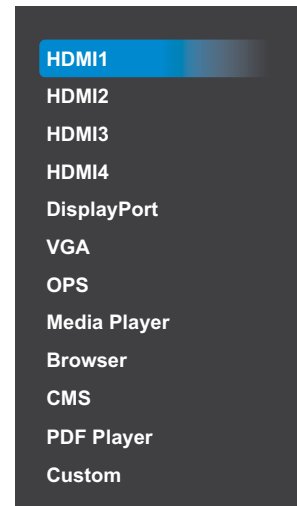 HDMI1
HDMI2
HDMI3
HDMI4
DisplayPort
VGA
OPS
Media Player
Browser
CMS
PDF Player
Custom